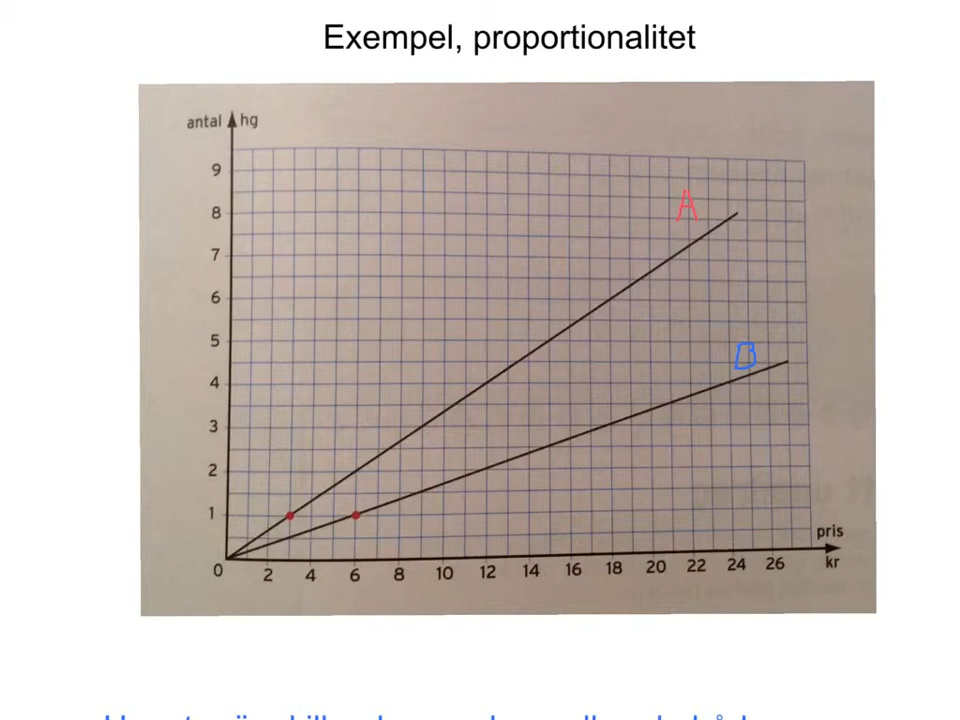 Exempel, proportionalitet
antal hg
9
8
7
6
5
4
3
2
1
0
2 4 6 8 10 12 14 16 18 20 22 24 26
pris
kr
A
B